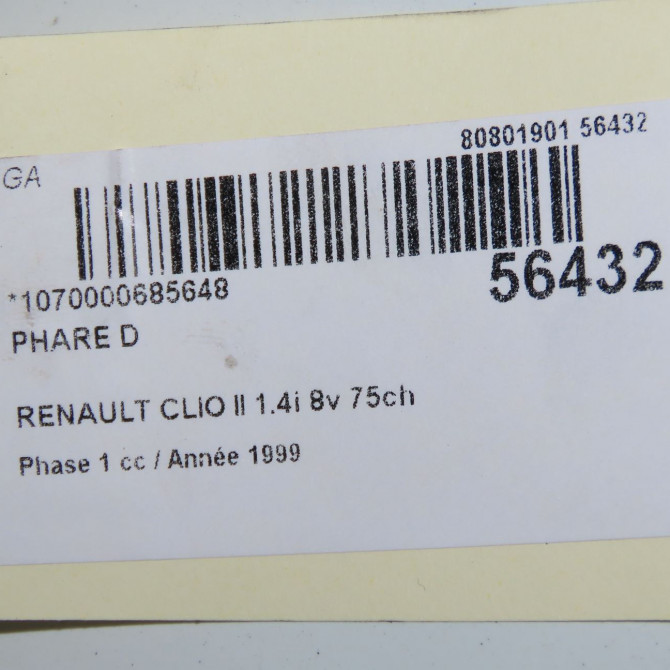 80801901 56432
GA
56432
*1070000685648
PHARE D
RENAULT CLIO II 1.4i 8v 75ch
Phase 1 cc / Année 1999